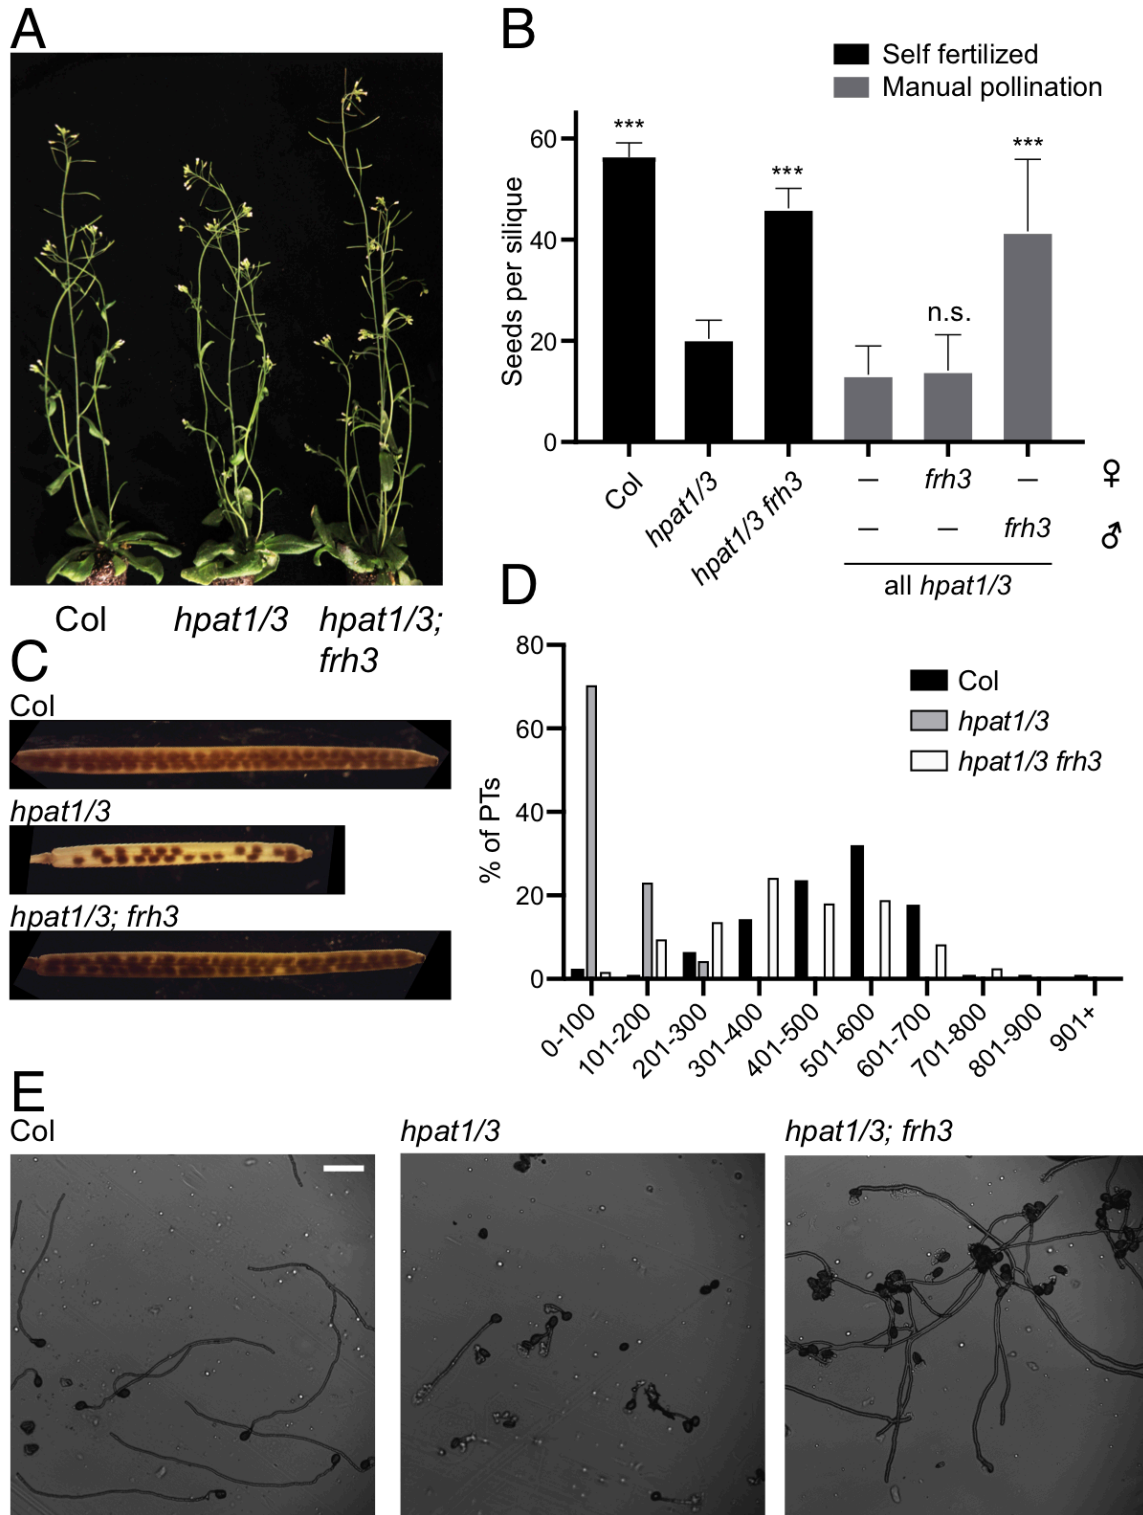 A
Col
hpat1/3
hpat1/3;
frh3
B
Self fertilized
Manual pollination
Seeds per silique
60
40
20
0
***
***
n.s.
***
Col
hpat1/3
hpat1/3 frh3
– frh3 – ♀
– – frh3 ♂
all hpat1/3
C
Col
hpat1/3
hpat1/3; frh3
D
% of PTs
80
60
40
20
0
Col
hpat1/3
hpat1/3 frh3
0-100
101-200
201-300
301-400
401-500
501-600
601-700
701-800
801-900
901+
E
Col
hpat1/3
hpat1/3; frh3